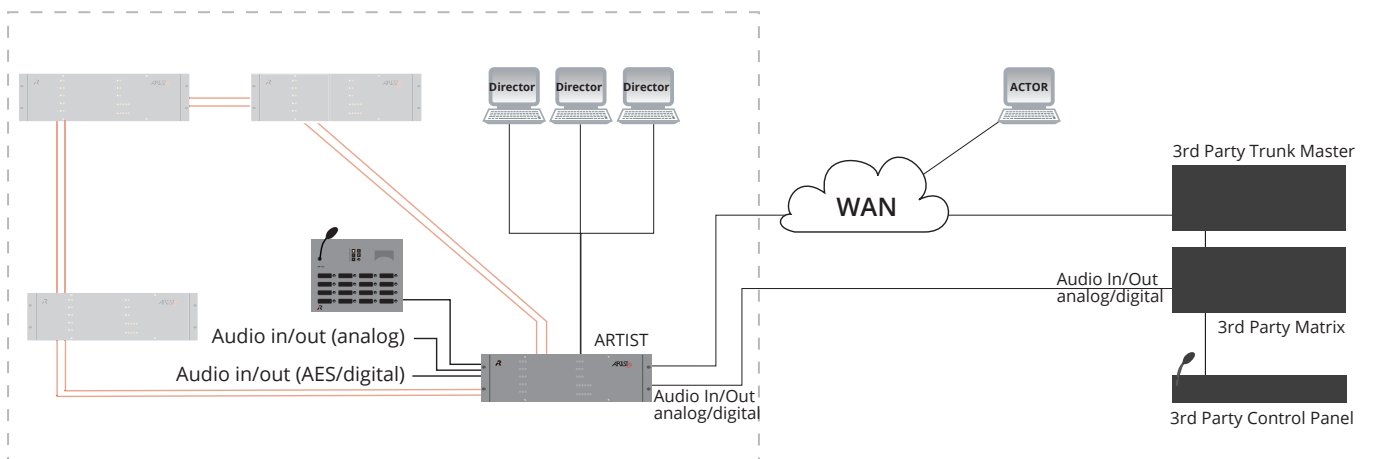 Director
Director
Director
ACTOR
3rd Party Trunk Master
WAN
Audio In/Out
analog/digital
3rd Party Matrix
ARTIST
Audio in/out (analog)
Audio in/out (AES/digital)
Audio In/Out
analog/digital
3rd Party Control Panel